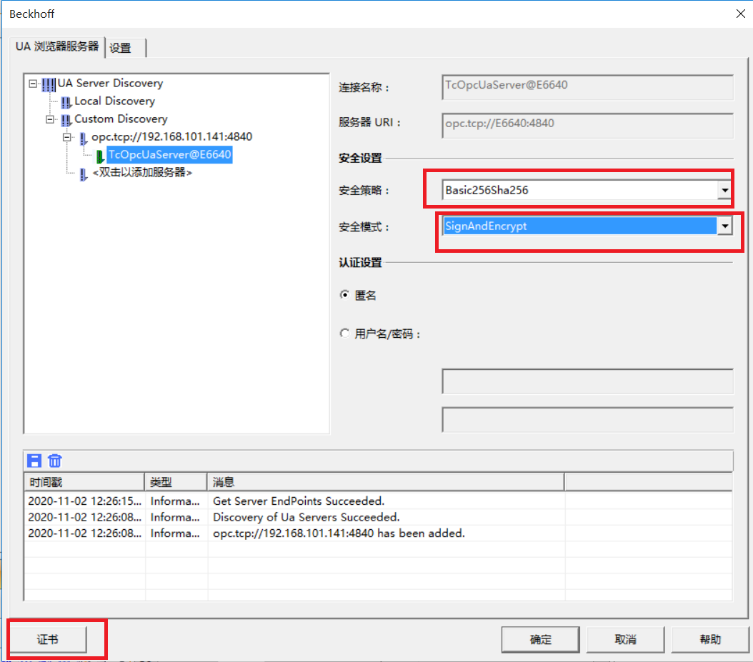 Beckhoff
UA 浏览器服务器 设置
UA Server Discovery
Local Discovery
Custom Discovery
opc.tcp://192.168.101.141:4840
TcOpcUaServer@E6640
<双击以添加服务器>
连接名称： TcOpcUaServer@E6640
服务器 URI： opc.tcp://E6640:4840
安全设置
安全策略： Basic256Sha256
安全模式： SignAndEncrypt
认证设置
匿名
用户名/密码：
时间戳 类型 消息
2020-11-02 12:26:15... Informa... Get Server EndPoints Succeeded.
2020-11-02 12:26:08... Informa... Discovery of Ua Servers Succeeded.
2020-11-02 12:26:08... Informa... opc.tcp://192.168.101.141:4840 has been added.
证书 确定 取消 帮助